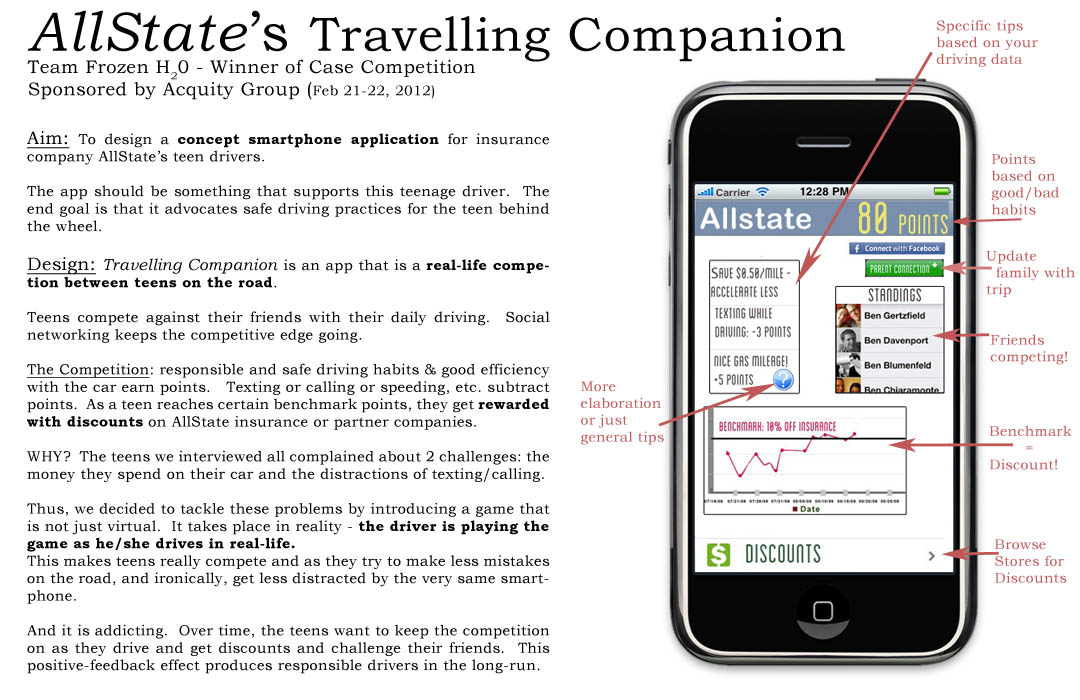 AllState's Travelling Companion
Team Frozen H20 - Winner of Case Competition
Sponsored by Acquity Group (Feb 21-22, 2012)
Aim: To design a concept smartphone application for insurance
company AllState's teen drivers.
The app should be something that supports this teenage driver. The
end goal is that it advocates safe driving practices for the teen behind
the wheel.
Design: Travelling Companion is an app that is a real-life compe-
tition between teens on the road.
Teens compete against their friends with their daily driving. Social
networking keeps the competitive edge going.
The Competition: responsible and safe driving habits & good efficiency
with the car earn points. Texting or calling or speeding, etc. subtract
points. As a teen reaches certain benchmark points, they get rewarded
with discounts on AllState insurance or partner companies.
WHY? The teens we interviewed all complained about 2 challenges: the
money they spend on their car and the distractions of texting/calling.
Thus, we decided to tackle these problems by introducing a game that
is not just virtual. It takes place in reality - the driver is playing the
game as he/she drives in real-life.
This makes teens really compete and as they try to make less mistakes
on the road, and ironically, get less distracted by the very same smart-
phone.
And it is addicting. Over time, the teens want to keep the competition
on as they drive and get discounts and challenge their friends. This
positive-feedback effect produces responsible drivers in the long-run.
Specific tips
based on your
driving data
Points
based on
good/bad
habits
Update
family with
trip
Friends
competing!
More
elaboration
or just
general tips
Benchmark
=
Discount!
Browse
Stores for
Discounts
Carrier 12:28 PM
Allstate 80 POINTS
f Connect with Facebook
PARENT CONNECTION +
SAVE $0.50/MILE -
ACCELERATE LESS
TEXTING WHILE
DRIVING: -3 POINTS
NICE GAS MILEAGE!
+5 POINTS
?
STANDINGS
Ben Gertzfield
Ben Davenport
Ben Blumenfeld
Ben Chiaramonte
BENCHMARK: 10% OFF INSURANCE
Date
$ DISCOUNTS